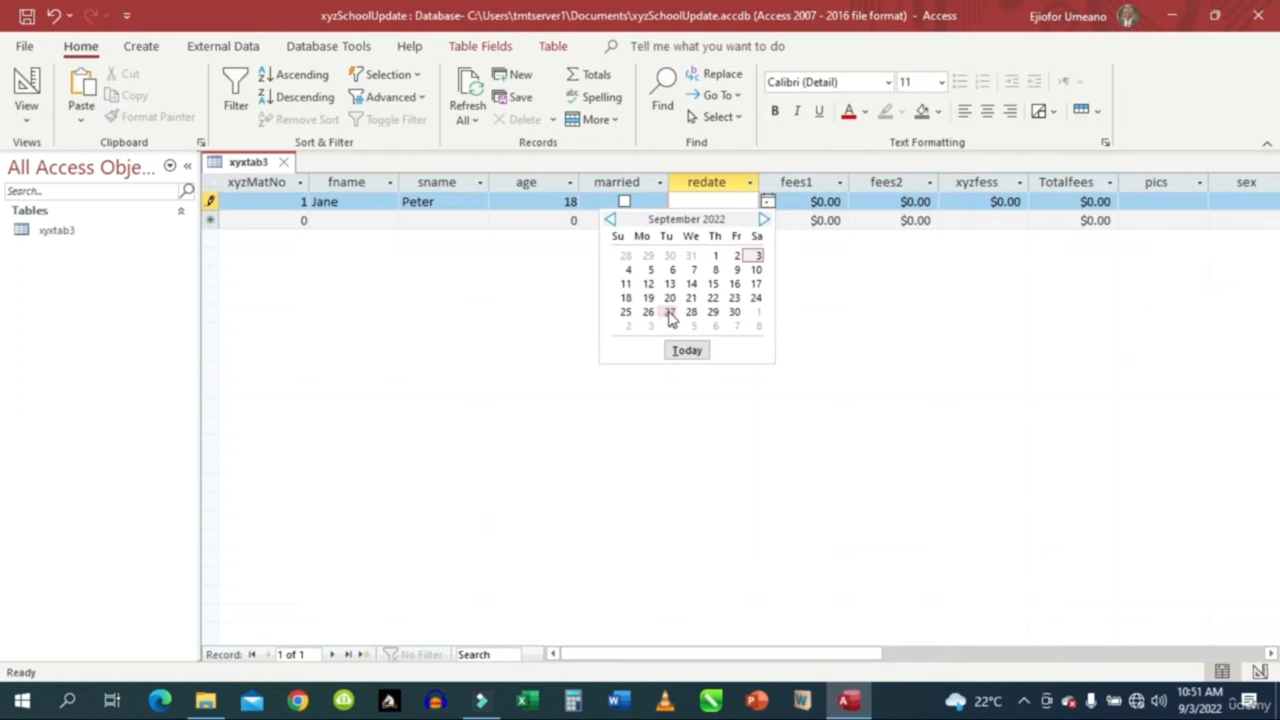 xyzSchoolUpdate : Database- C:\Users\tmtserver1\Documents\xyzSchoolUpdate.accdb (Access 2007 - 2016 file format) - Access
Ejiofor Umeano
File Home Create External Data Database Tools Help Table Fields Table Tell me what you want to do
View
Views
Paste
Cut
Copy
Format Painter
Clipboard
Filter
Ascending
Descending
Remove Sort
Selection
Advanced
Toggle Filter
Sort & Filter
Refresh
All
New
Save
Delete
Totals
Spelling
More
Records
Find
Replace
Go To
Select
Find
Calibri (Detail) 11
B I U A
Text Formatting
All Access Obje...
Search...
Tables
xyxtab3
xyxtab3
xyzMatNo fname sname age married redate fees1 fees2 xyzfess Totalfees pics sex
1 Jane Peter 18 $0.00 $0.00 $0.00 $0.00
0 0 $0.00 $0.00 $0.00
September 2022
Su Mo Tu We Th Fr Sa
28 29 30 31 1 2 3
4 5 6 7 8 9 10
11 12 13 14 15 16 17
18 19 20 21 22 23 24
25 26 27 28 29 30 1
2 3 5 6 7 8
Today
Record: 1 of 1 No Filter Search
Ready
22°C
10:51 AM
9/3/2022
udemy